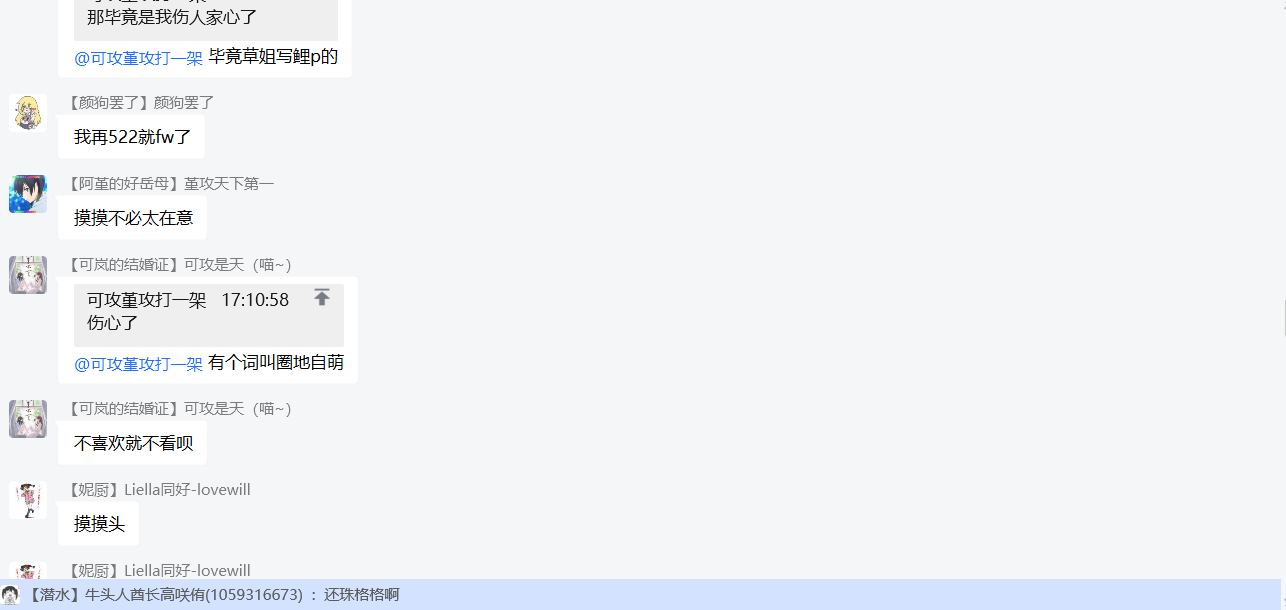 那毕竟是我伤人家心了
@可攻堇攻打一架 毕竟草姐写鲤p的
【颜狗罢了】颜狗罢了
我再522就fw了
【阿堇的好岳母】堇攻天下第一
摸摸不必太在意
【可岚的结婚证】可攻是天（喵~）
可攻堇攻打一架 17:10:58
伤心了
@可攻堇攻打一架 有个词叫圈地自萌
【可岚的结婚证】可攻是天（喵~）
不喜欢就不看呗
【妮厨】Liella同好-lovewill
摸摸头
【妮厨】Liella同好-lovewill
【潜水】牛头人酋长高咲侑(1059316673) ：还珠格格啊